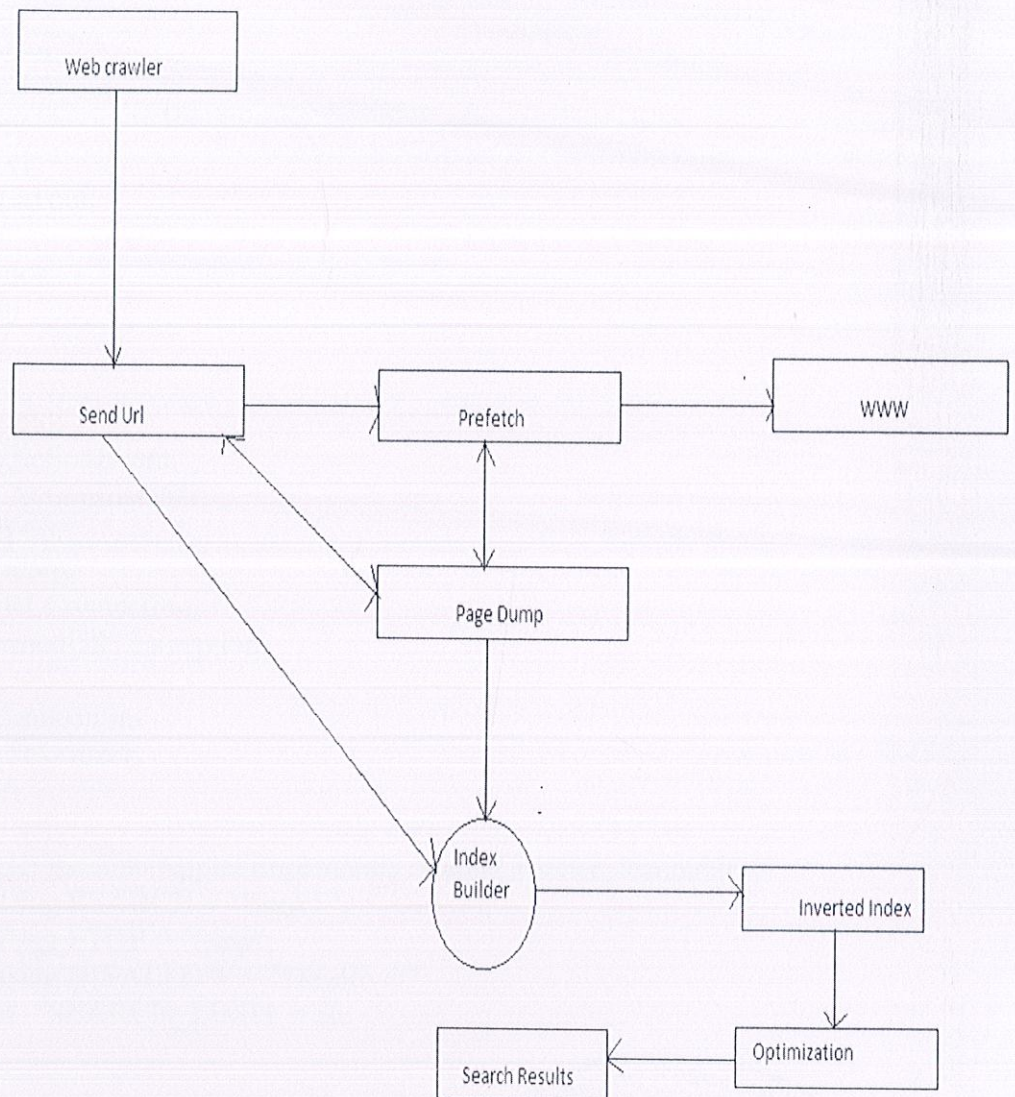 Web crawler
Send Url
Prefetch
WWW
Page Dump
Index
Builder
Inverted Index
Optimization
Search Results